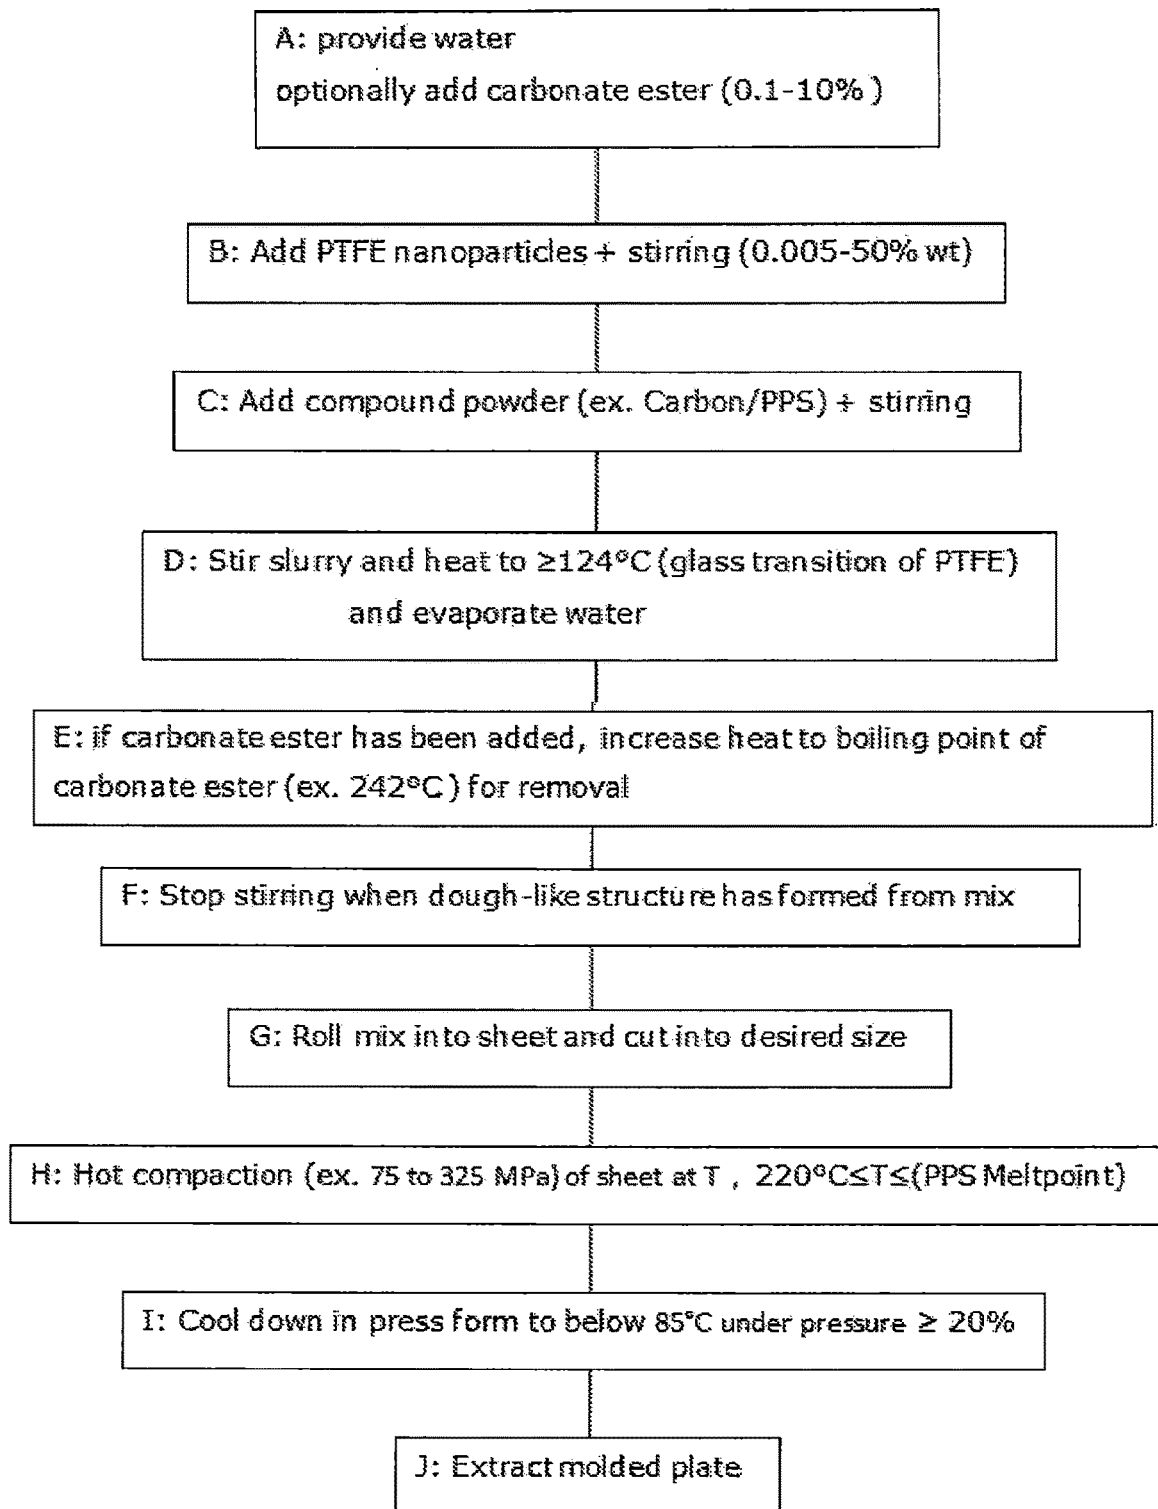 A: provide water
optionally add carbonate ester (0.1-10% )
B: Add PTFE nanoparticles + stirring (0.005-50% wt)
C: Add compound powder (ex. Carbon/PPS) + stirring
D: Stir slurry and heat to ≥124°C (glass transition of PTFE)
and evaporate water
E: if carbonate ester has been added, increase heat to boiling point of
carbonate ester (ex. 242°C) for removal
F: Stop stirring when dough-like structure has formed from mix
G: Roll mix into sheet and cut into desired size
H: Hot compaction (ex. 75 to 325 MPa) of sheet at T , 220°C≤T≤(PPS Meltpoint)
I: Cool down in press form to below 85°C under pressure ≥ 20%
J: Extract molded plate